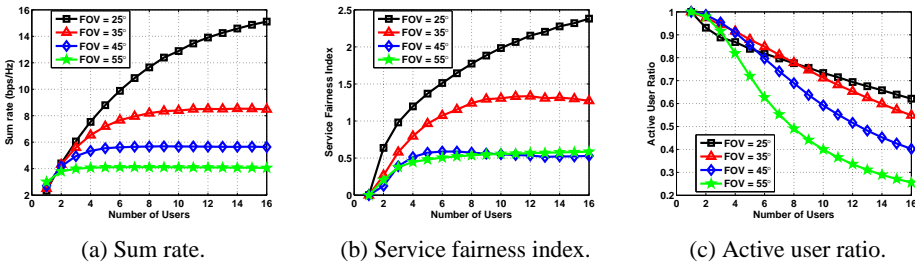 16
14
12
10
8
6
4
2
Sum rate (bps/Hz)
FOV = 25°
FOV = 35°
FOV = 45°
FOV = 55°
0 2 4 6 8 10 12 14 16
Number of Users
(a) Sum rate.
2.5
2
1.5
1
0.5
0
Service Fairness Index
FOV = 25°
FOV = 35°
FOV = 45°
FOV = 55°
0 2 4 6 8 10 12 14 16
Number of Users
(b) Service fairness index.
1
0.9
0.8
0.7
0.6
0.5
0.4
0.3
0.2
Active User Ratio
FOV = 25°
FOV = 35°
FOV = 45°
FOV = 55°
0 2 4 6 8 10 12 14 16
Number of Users
(c) Active user ratio.